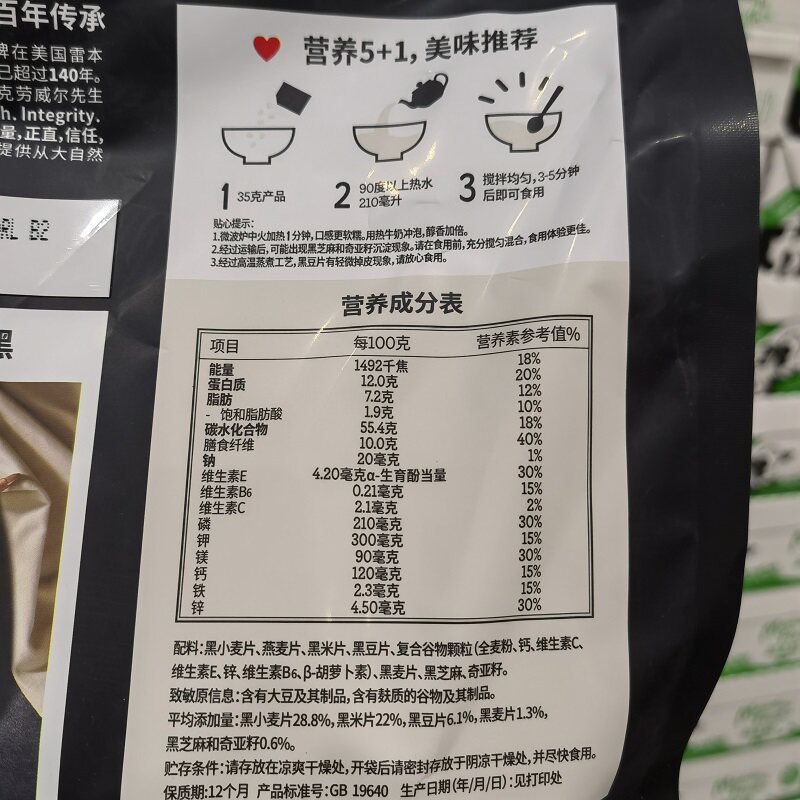 百年传承
牌在美国雷本
已超过140年。
克劳威尔先生
h. Integrity.
量,正直,信任,
提供从大自然
RL B2
黑
营养5+1,美味推荐
1 35克产品
2 90度以上热水
210毫升
3 搅拌均匀,3-5分钟
后即可食用
贴心提示:
1.微波炉中火加热1分钟,口感更软糯。用热牛奶冲泡,醇香加倍。
2.经过运输后,可能出现黑芝麻和奇亚籽沉淀现象。请在食用前,充分搅匀混合,食用体验更佳。
3.经过高温蒸煮工艺,黑豆片有轻微掉皮现象,请放心食用。
营养成分表
项目 每100克 营养素参考值%
能量 1492千焦 18%
蛋白质 12.0克 20%
脂肪 7.2克 12%
- 饱和脂肪酸 1.9克 10%
碳水化合物 55.4克 18%
膳食纤维 10.0克 40%
钠 20毫克 1%
维生素E 4.20毫克α-生育酚当量 30%
维生素B6 0.21毫克 15%
维生素C 2.1毫克 2%
磷 210毫克 30%
钾 300毫克 15%
镁 90毫克 30%
钙 120毫克 15%
铁 2.3毫克 15%
锌 4.50毫克 30%
配料:黑小麦片、燕麦片、黑米片、黑豆片、复合谷物颗粒(全麦粉、钙、维生素C、
维生素E、锌、维生素B6、β-胡萝卜素)、黑麦片、黑芝麻、奇亚籽。
致敏原信息:含有大豆及其制品,含有麸质的谷物及其制品。
平均添加量:黑小麦片28.8%,黑米片22%,黑豆片6.1%,黑麦片1.3%,
黑芝麻和奇亚籽0.6%。
贮存条件:请存放在凉爽干燥处,开袋后请密封存放于阴凉干燥处,并尽快食用。
保质期:12个月 产品标准号:GB 19640 生产日期(年/月/日):见打印处